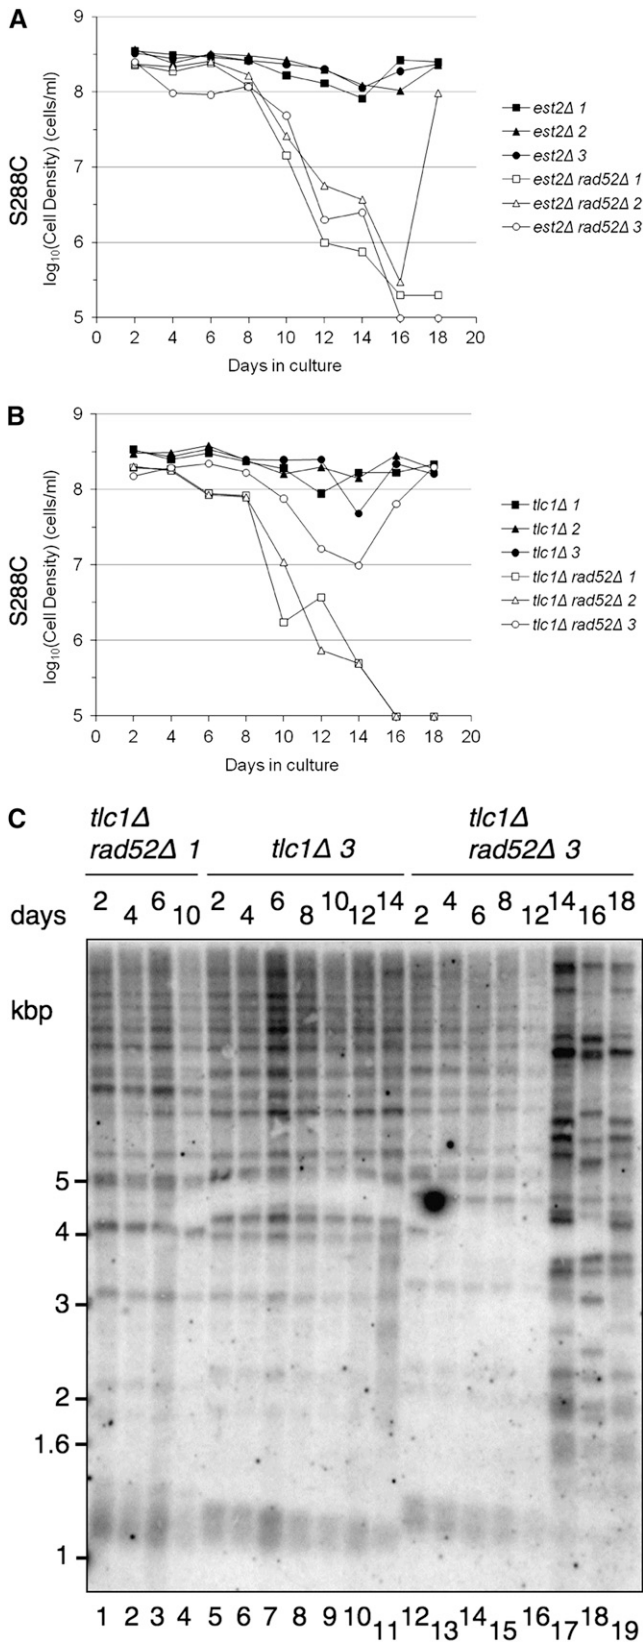 A
9
8
7
6
5
log10(Cell Density) (cells/ml)
S288C
0 2 4 6 8 10 12 14 16 18 20
Days in culture
est2Δ 1
est2Δ 2
est2Δ 3
est2Δ rad52Δ 1
est2Δ rad52Δ 2
est2Δ rad52Δ 3
B
9
8
7
6
5
log10(Cell Density) (cells/ml)
S288C
0 2 4 6 8 10 12 14 16 18 20
Days in culture
tlc1Δ 1
tlc1Δ 2
tlc1Δ 3
tlc1Δ rad52Δ 1
tlc1Δ rad52Δ 2
tlc1Δ rad52Δ 3
C
tlc1Δ
rad52Δ 1
tlc1Δ 3
tlc1Δ
rad52Δ 3
days 2 4 6 10 2 4 6 8 10 12 14 2 4 6 8 12 14 16 18
kbp
5
4
3
2
1.6
1
1 2 3 4 5 6 7 8 9 10 11 12 13 14 15 16 17 18 19